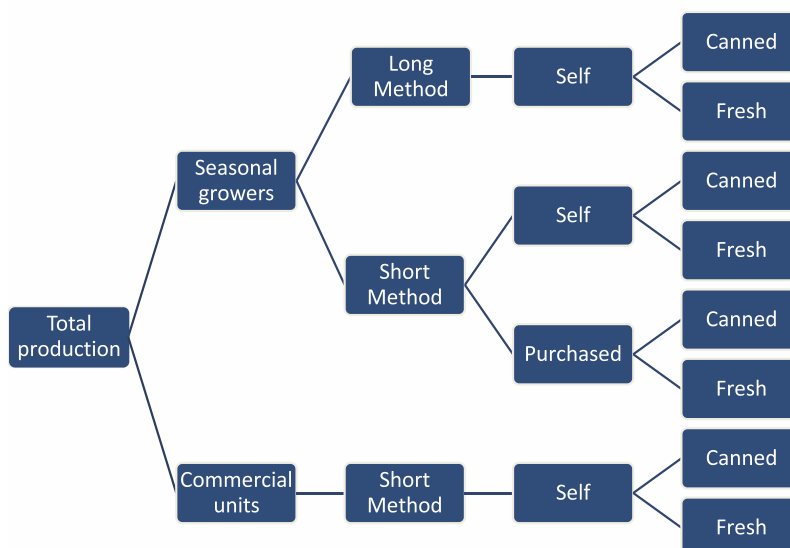 Total
production
Seasonal
growers
Long
Method
Self
Canned
Fresh
Short
Method
Self
Canned
Fresh
Purchased
Canned
Fresh
Commercial
units
Short
Method
Self
Canned
Fresh